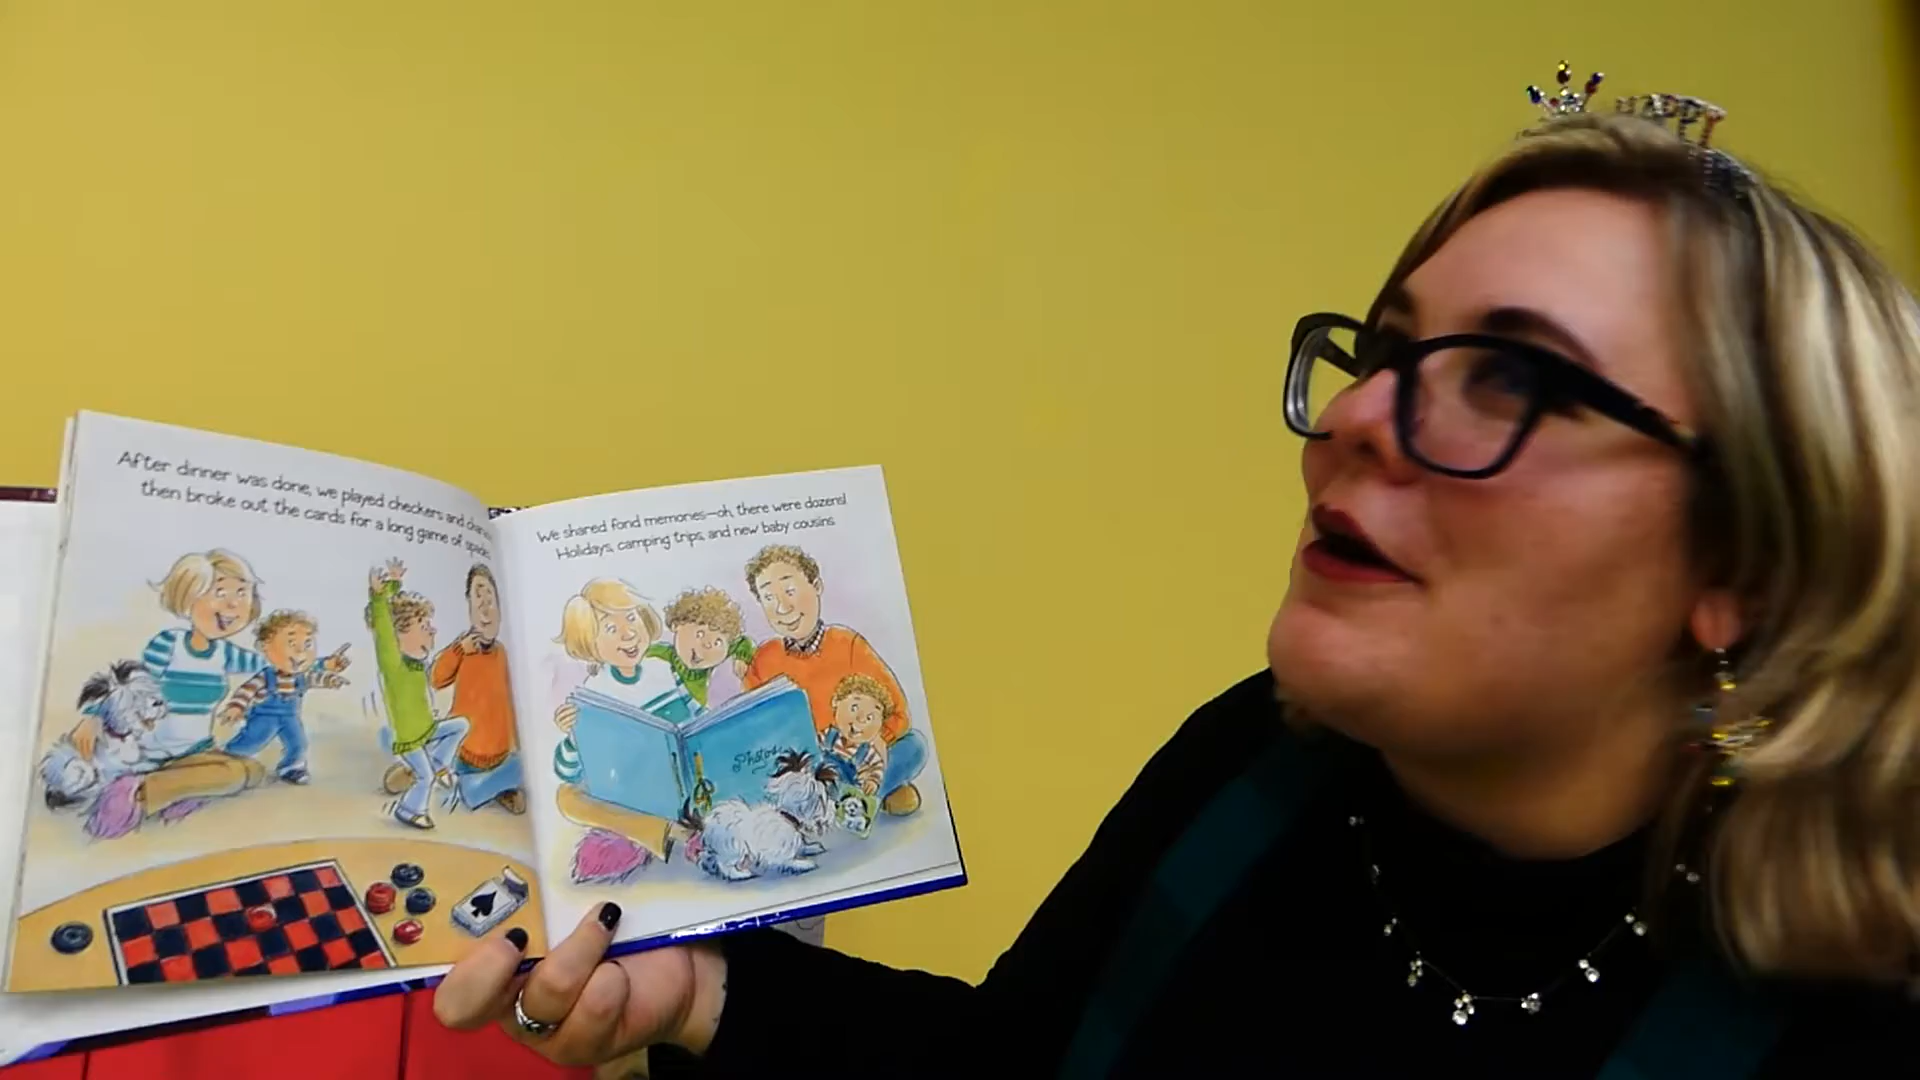 After dinner was done, we played checkers and
then broke out the cards for a long game of
We shared fond memories—oh, there were dozens!
Holidays, camping trips, and new baby cousins.
Photos